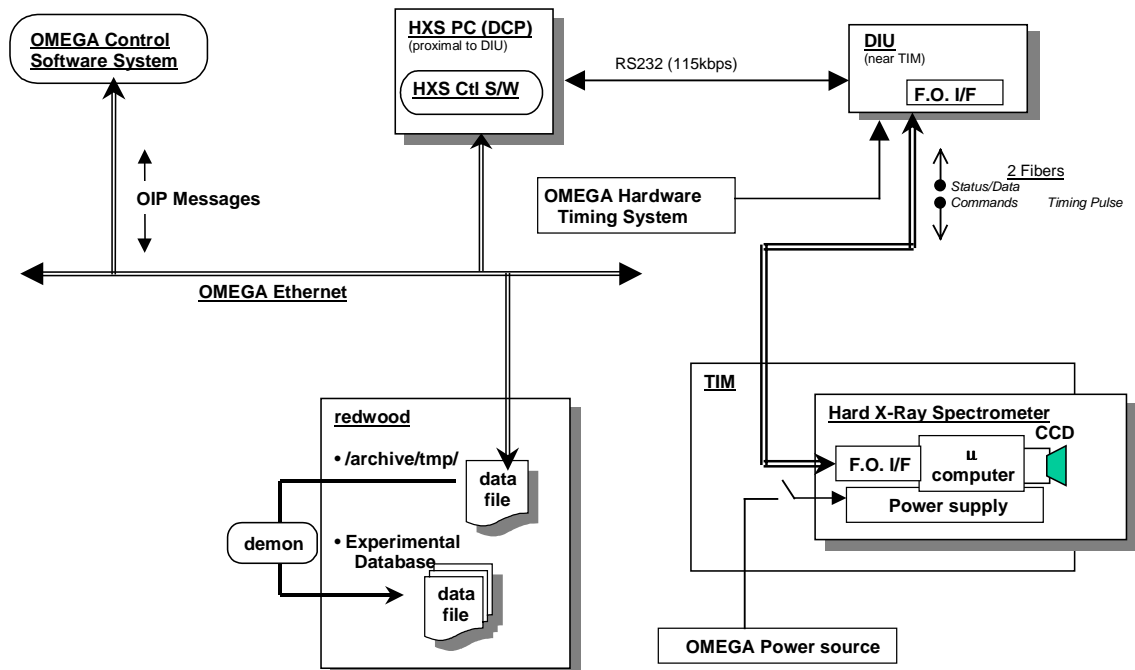 OMEGA Control
Software System
HXS PC (DCP)
(proximal to DIU)
HXS Ctl S/W
RS232 (115kbps)
DIU
(near TIM)
F.O. I/F
OIP Messages
OMEGA Hardware
Timing System
2 Fibers
Status/Data
Commands Timing Pulse
OMEGA Ethernet
TIM
redwood
• /archive/tmp/
data
file
demon
• Experimental
Database
data
file
Hard X-Ray Spectrometer
CCD
F.O. I/F
µ
computer
Power supply
OMEGA Power source